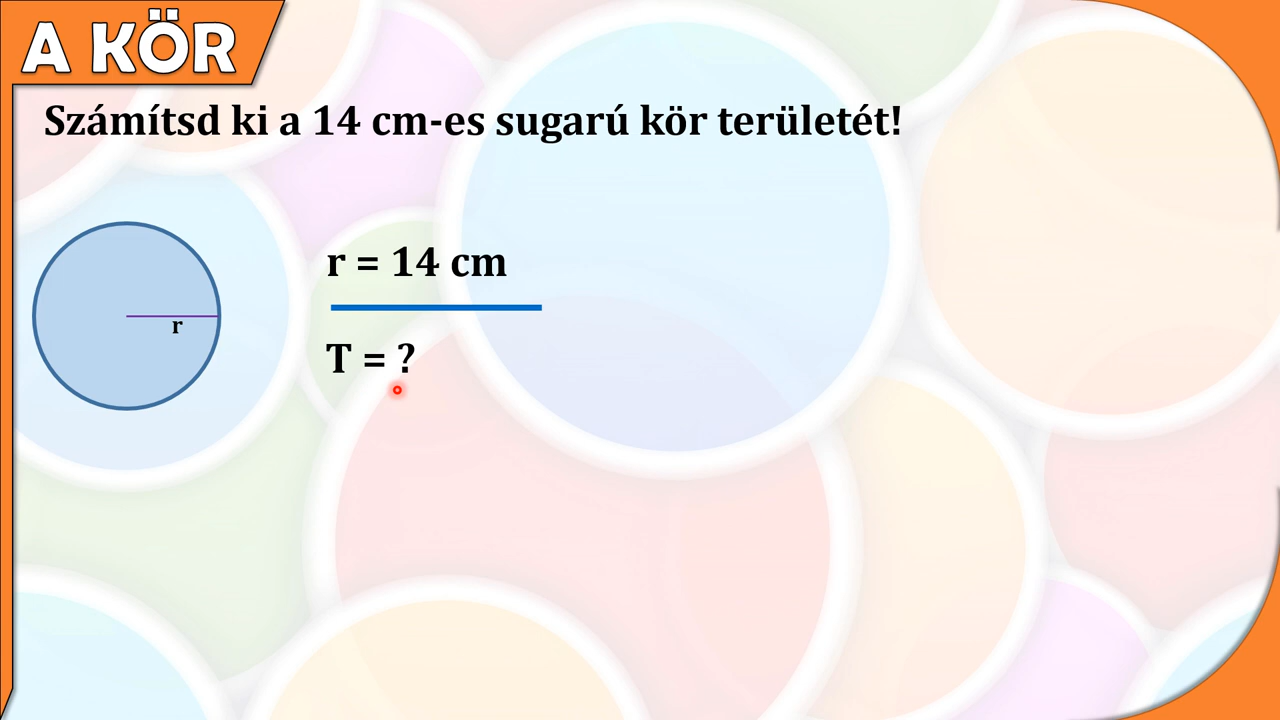 A KÖR
Számítsd ki a 14 cm-es sugarú kör területét!
r = 14 cm
r
T = ?